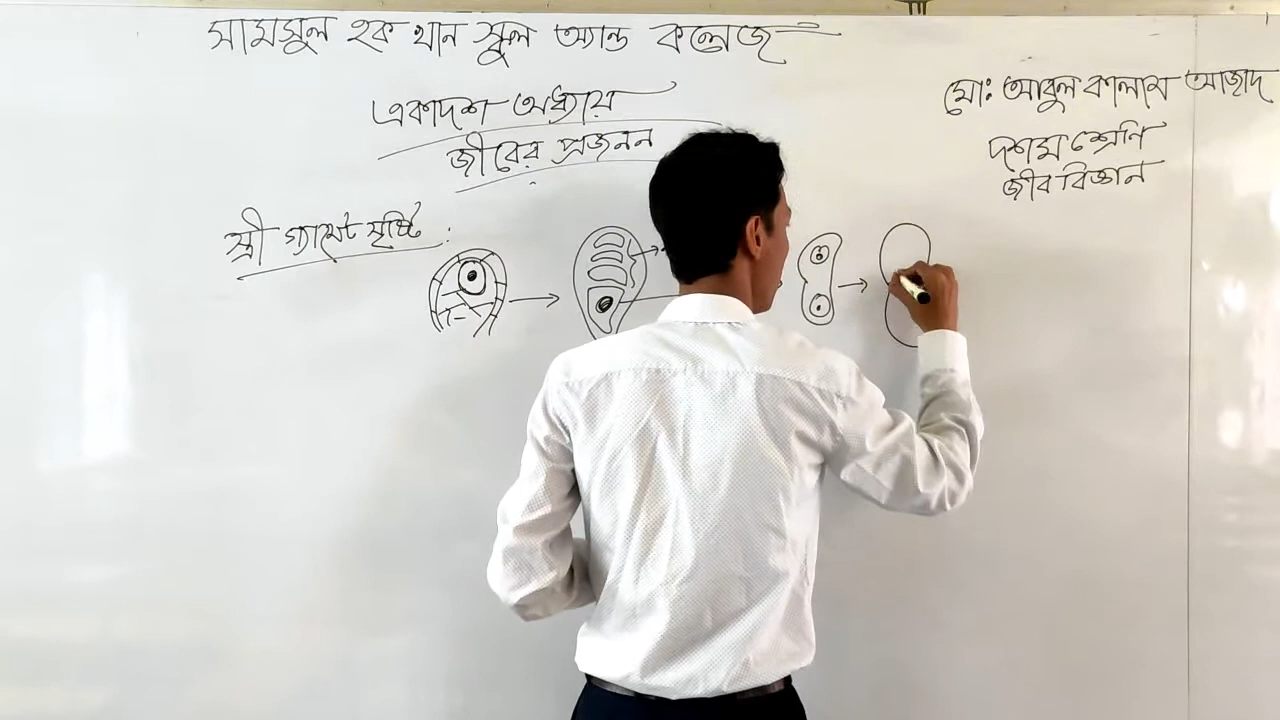 সামসুল হক খান স্কুল অ্যান্ড কলেজ
একাদশ অধ্যায়
জীবের প্রজনন
মো: আবুল কালাম আজাদ
দশম শ্রেণি
জীব বিজ্ঞান
স্ত্রী গ্যামেট সৃষ্টি :